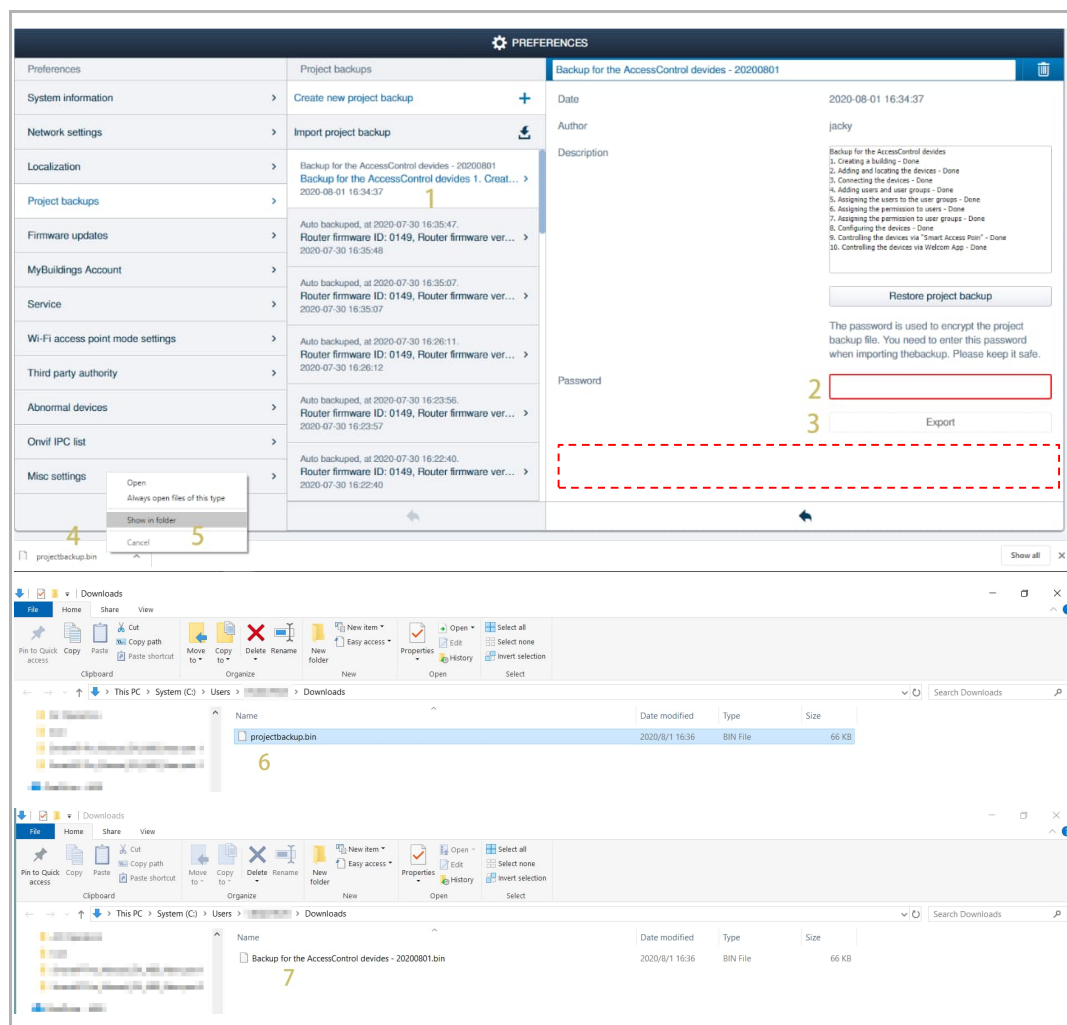 PREFERENCES
Preferences
Project backups
Backup for the AccessControl devides - 20200801
System information
Network settings
Localization
Project backups
Firmware updates
MyBuildings Account
Service
Wi-Fi access point mode settings
Third party authority
Abnormal devices
Onvif IPC list
Misc settings
Create new project backup
Import project backup
Backup for the AccessControl devides - 20200801
Backup for the AccessControl devides 1. Creat...
2020-08-01 16:34:37
1
Auto backuped, at 2020-07-30 16:35:47.
Router firmware ID: 0149, Router firmware ver...
2020-07-30 16:35:48
Auto backuped, at 2020-07-30 16:35:07.
Router firmware ID: 0149, Router firmware ver...
2020-07-30 16:35:07
Auto backuped, at 2020-07-30 16:26:11.
Router firmware ID: 0149, Router firmware ver...
2020-07-30 16:26:12
Auto backuped, at 2020-07-30 16:23:56.
Router firmware ID: 0149, Router firmware ver...
2020-07-30 16:23:57
Auto backuped, at 2020-07-30 16:22:40.
Router firmware ID: 0149, Router firmware ver...
2020-07-30 16:22:40
Date
2020-08-01 16:34:37
Author
jacky
Description
Backup for the AccessControl devides
1. Creating a building - Done
2. Adding and locating the devices - Done
3. Connecting the devices - Done
4. Adding users and user groups - Done
5. Assigning the users to the user groups - Done
6. Assigning the permission to users - Done
7. Assigning the permission to user groups - Done
8. Configuring the devices - Done
9. Controlling the devices via "Smart Access Poin" - Done
10. Controlling the devices via Welcom App - Done
Restore project backup
The password is used to encrypt the project
backup file. You need to enter this password
when importing thebackup. Please keep it safe.
Password
2
3
Export
Open
Always open files of this type
Show in folder
Cancel
4
5
projectbackup.bin
Show all
Downloads
File Home Share View
Pin to Quick access
Copy
Paste
Cut
Copy path
Paste shortcut
Move to
Copy to
Delete
Rename
New folder
New item
Easy access
Properties
Open
Edit
History
Select all
Select none
Invert selection
Clipboard Organize New Open Select
This PC > System (C:) > Users > > Downloads
Search Downloads
Name Date modified Type Size
projectbackup.bin 2020/8/1 16:36 BIN File 66 KB
6
Downloads
File Home Share View
Pin to Quick access
Copy
Paste
Cut
Copy path
Paste shortcut
Move to
Copy to
Delete
Rename
New folder
New item
Easy access
Properties
Open
Edit
History
Select all
Select none
Invert selection
Clipboard Organize New Open Select
This PC > System (C:) > Users > > Downloads
Search Downloads
Name Date modified Type Size
Backup for the AccessControl devides - 20200801.bin 2020/8/1 16:36 BIN File 66 KB
7